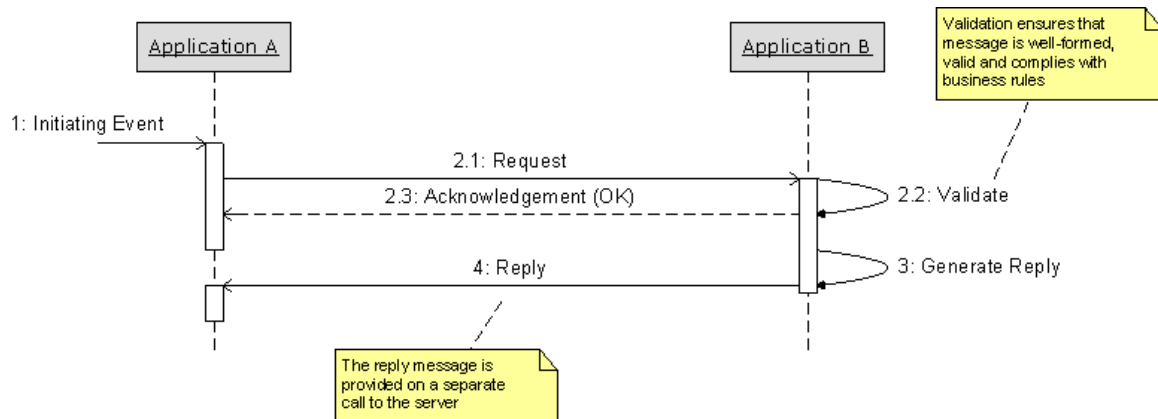 Application A
Application B
Validation ensures that
message is well-formed,
valid and complies with
business rules
1: Initiating Event
2.1: Request
2.3: Acknowledgement (OK)
2.2: Validate
4: Reply
3: Generate Reply
The reply message is
provided on a separate
call to the server